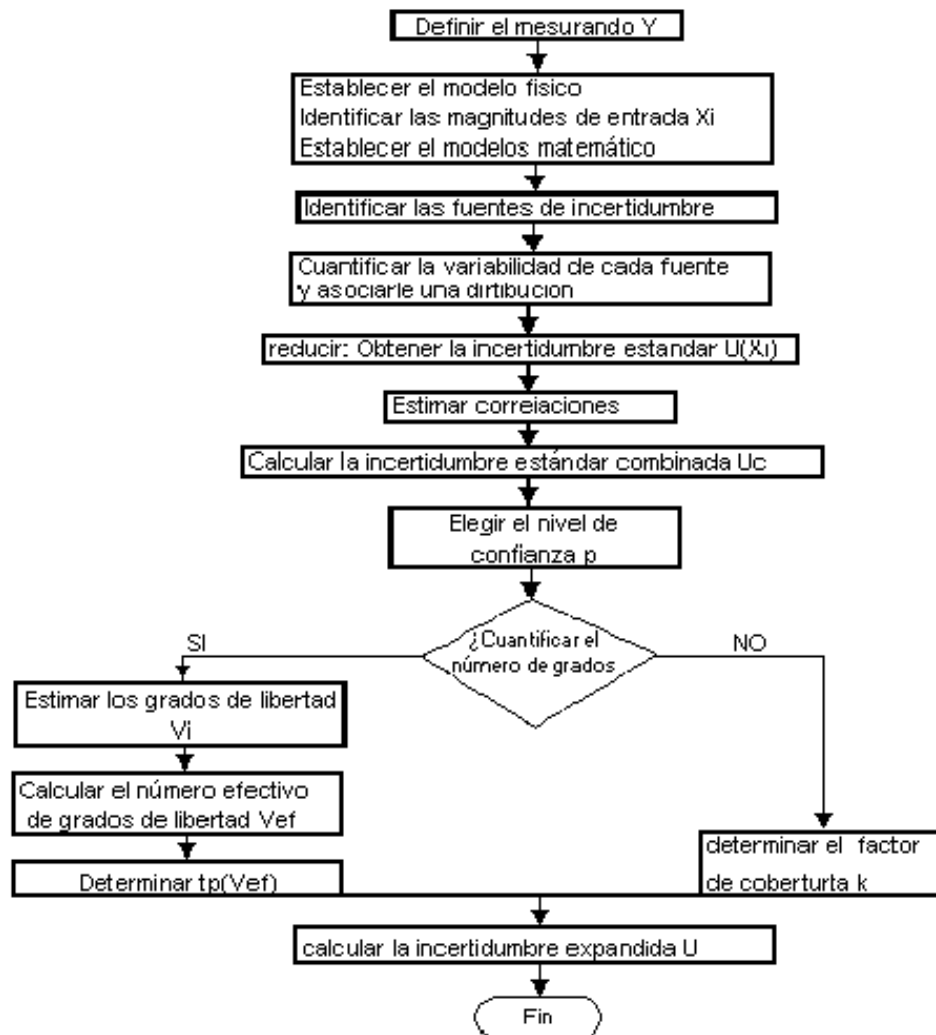 Definir el mesurando Y
Establecer el modelo físico
Identificar las magnitudes de entrada Xi
Establecer el modelos matemático
Identificar las fuentes de incertidumbre
Cuantificar la variabilidad de cada fuente
y asociarle una dirtibucion
reducir: Obtener la incertidumbre estandar U(Xi)
Estimar correiaciones
Calcular la incertidumbre estándar combinada Uc
Elegir el nivel de
confianza p
¿Cuantificar el
número de grados
SI
NO
Estimar los grados de libertad
Vi
Calcular el número efectivo
de grados de libertad Vef
Determinar tp(Vef)
determinar el factor
de coberturta k
calcular la incertidumbre expandida U
Fin